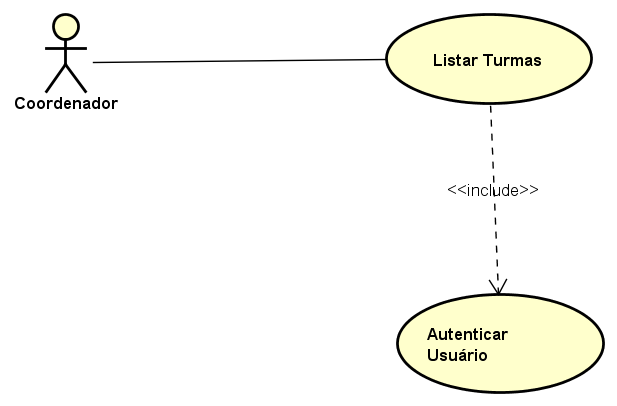 Listar Turmas
Coordenador
<<include>>
Autenticar
Usuário